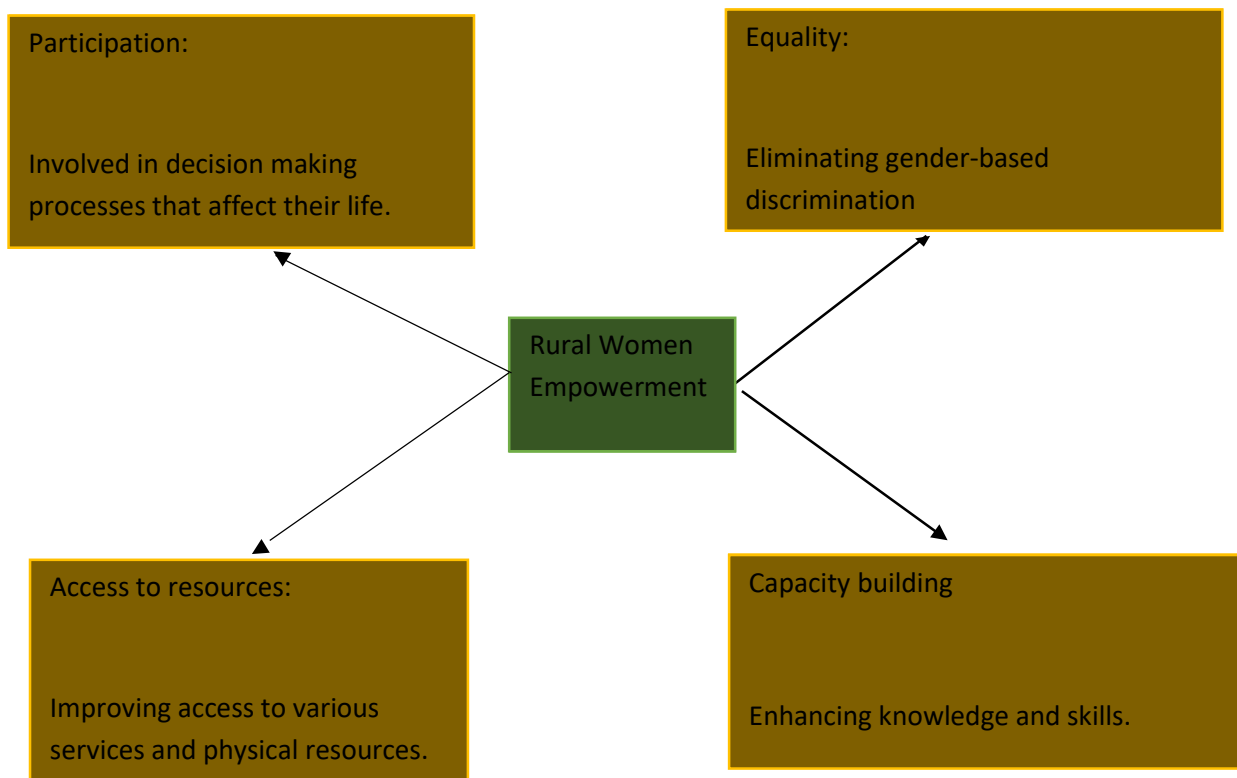 Participation:
Involved in decision making
processes that affect their life.
Equality:
Eliminating gender-based
discrimination
Rural Women
Empowerment
Access to resources:
Improving access to various
services and physical resources.
Capacity building
Enhancing knowledge and skills.